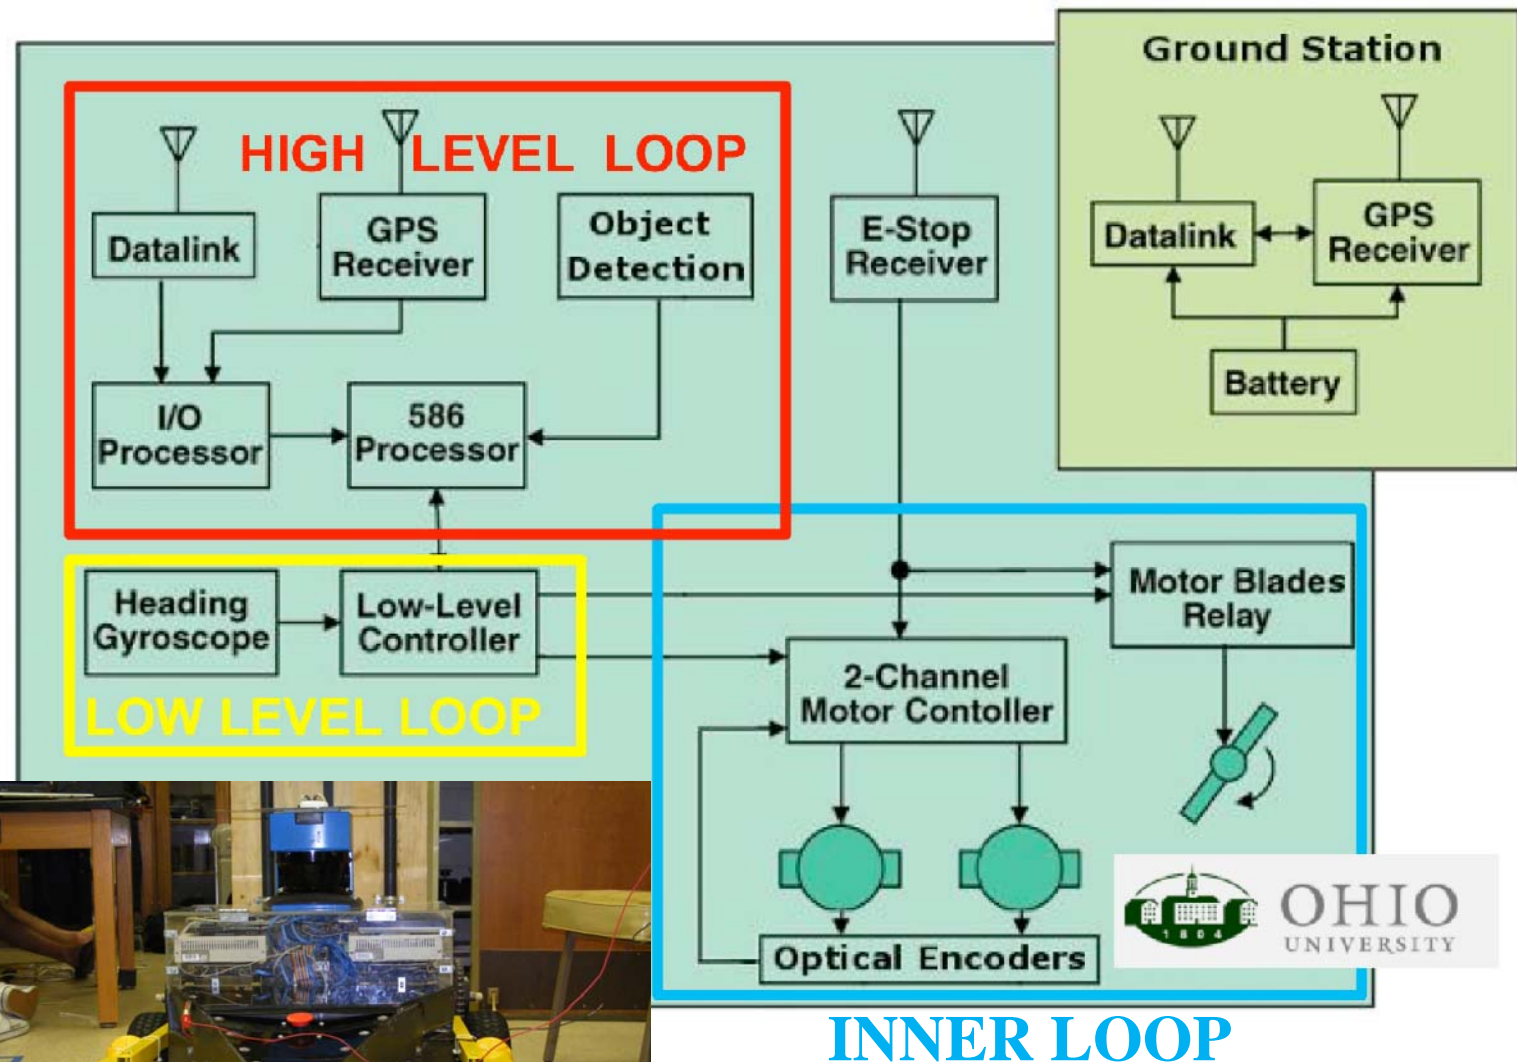 Ground Station
HIGH LEVEL LOOP
Datalink
GPS
Receiver
Object
Detection
E-Stop
Receiver
Datalink
GPS
Receiver
Battery
I/O
Processor
586
Processor
Heading
Gyroscope
Low-Level
Controller
LOW LEVEL LOOP
Motor Blades
Relay
2-Channel
Motor Contoller
Optical Encoders
1804
OHIO
UNIVERSITY
INNER LOOP